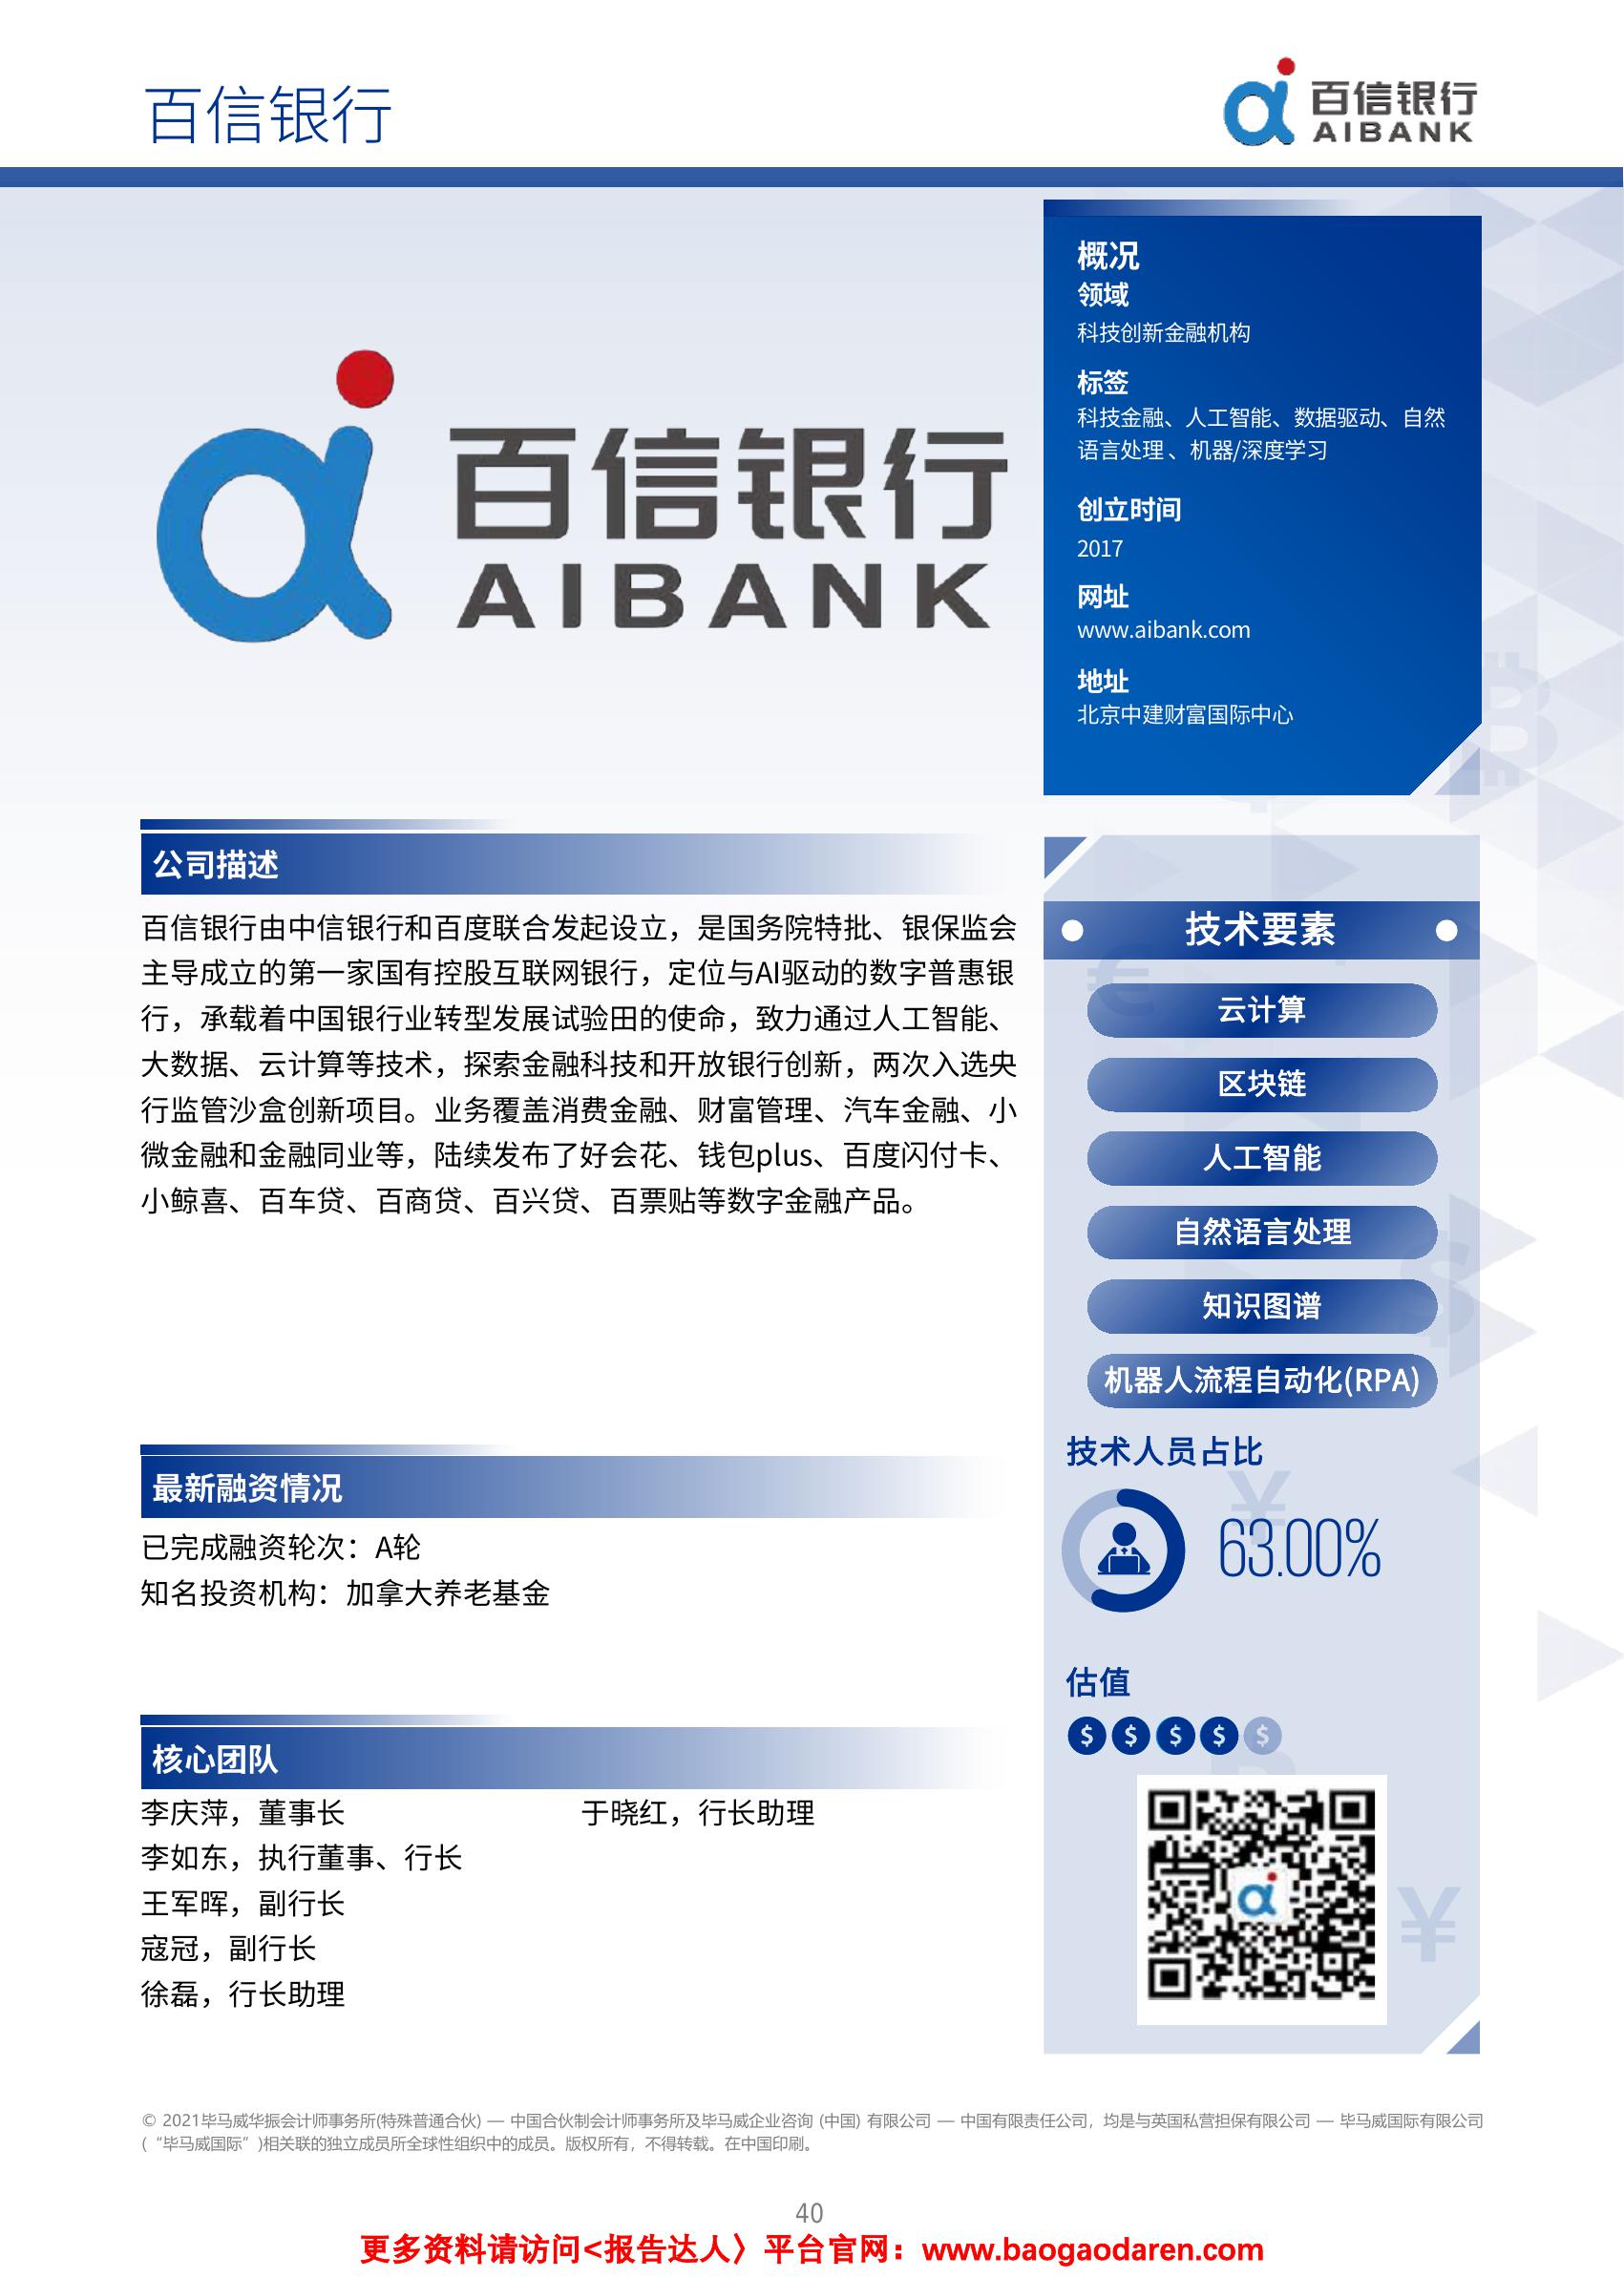 百信银行
百信银行
AIBANK
百信银行
AIBANK
概况
领域
科技创新金融机构
标签
科技金融、人工智能、数据驱动、自然
语言处理、机器/深度学习
创立时间
2017
网址
www.aibank.com
地址
北京中建财富国际中心
公司描述
百信银行由中信银行和百度联合发起设立，是国务院特批、银保监会
主导成立的第一家国有控股互联网银行，定位与AI驱动的数字普惠银
行，承载着中国银行业转型发展试验田的使命，致力通过人工智能、
大数据、云计算等技术，探索金融科技和开放银行创新，两次入选央
行监管沙盒创新项目。业务覆盖消费金融、财富管理、汽车金融、小
微金融和金融同业等，陆续发布了好会花、钱包plus、百度闪付卡、
小鲸喜、百车贷、百商贷、百兴贷、百票贴等数字金融产品。
最新融资情况
已完成融资轮次：A轮
知名投资机构：加拿大养老基金
核心团队
李庆萍，董事长
李如东，执行董事、行长
王军晖，副行长
寇冠，副行长
徐磊，行长助理
于晓红，行长助理
技术要素
云计算
区块链
人工智能
自然语言处理
知识图谱
机器人流程自动化(RPA)
技术人员占比
63.00%
估值
$ $ $ $ $
© 2021毕马威华振会计师事务所(特殊普通合伙) — 中国合伙制会计师事务所及毕马威企业咨询 (中国) 有限公司 — 中国有限责任公司，均是与英国私营担保有限公司 — 毕马威国际有限公司
(“毕马威国际”)相关联的独立成员所全球性组织中的成员。版权所有，不得转载。在中国印刷。
40
更多资料请访问<报告达人〉平台官网：www.baogaodaren.com